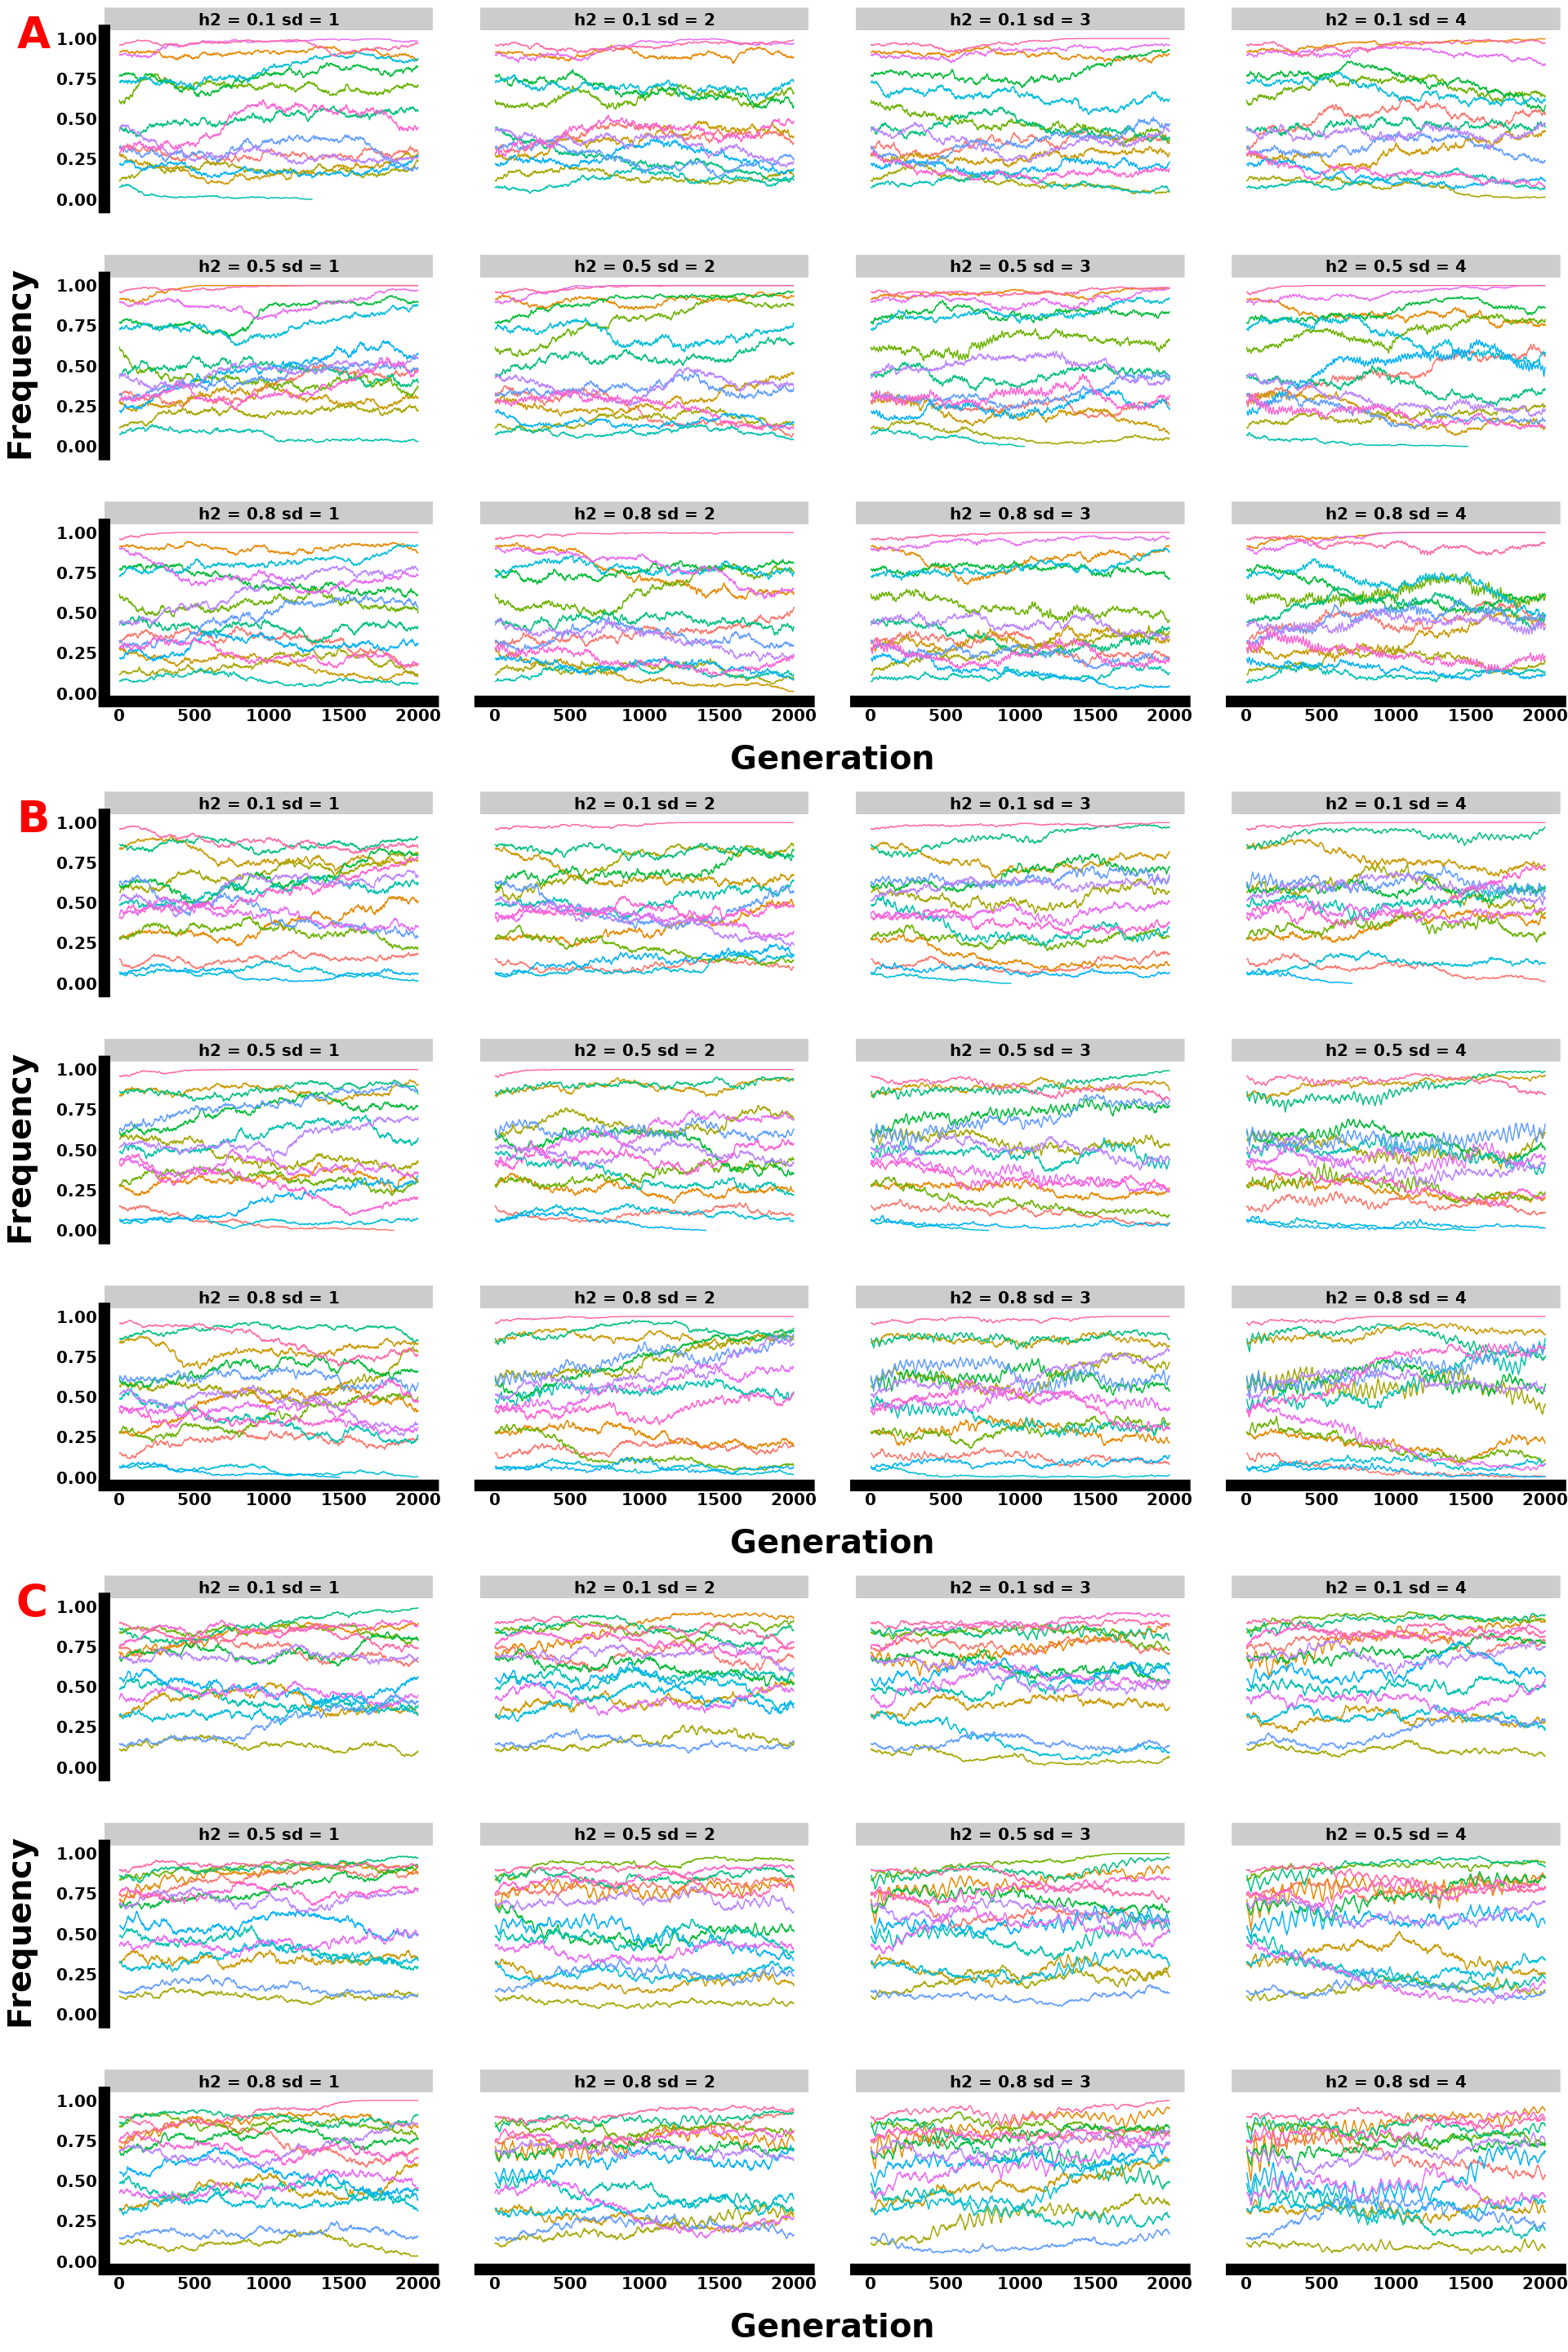 A
h2 = 0.1 sd = 1 h2 = 0.1 sd = 2 h2 = 0.1 sd = 3 h2 = 0.1 sd = 4
1.00
0.75
0.50
0.25
0.00
h2 = 0.5 sd = 1 h2 = 0.5 sd = 2 h2 = 0.5 sd = 3 h2 = 0.5 sd = 4
Frequency
1.00
0.75
0.50
0.25
0.00
h2 = 0.8 sd = 1 h2 = 0.8 sd = 2 h2 = 0.8 sd = 3 h2 = 0.8 sd = 4
1.00
0.75
0.50
0.25
0.00
0 500 1000 1500 2000 0 500 1000 1500 2000 0 500 1000 1500 2000 0 500 1000 1500 2000
Generation
B
h2 = 0.1 sd = 1 h2 = 0.1 sd = 2 h2 = 0.1 sd = 3 h2 = 0.1 sd = 4
1.00
0.75
0.50
0.25
0.00
h2 = 0.5 sd = 1 h2 = 0.5 sd = 2 h2 = 0.5 sd = 3 h2 = 0.5 sd = 4
Frequency
1.00
0.75
0.50
0.25
0.00
h2 = 0.8 sd = 1 h2 = 0.8 sd = 2 h2 = 0.8 sd = 3 h2 = 0.8 sd = 4
1.00
0.75
0.50
0.25
0.00
0 500 1000 1500 2000 0 500 1000 1500 2000 0 500 1000 1500 2000 0 500 1000 1500 2000
Generation
C
h2 = 0.1 sd = 1 h2 = 0.1 sd = 2 h2 = 0.1 sd = 3 h2 = 0.1 sd = 4
1.00
0.75
0.50
0.25
0.00
h2 = 0.5 sd = 1 h2 = 0.5 sd = 2 h2 = 0.5 sd = 3 h2 = 0.5 sd = 4
Frequency
1.00
0.75
0.50
0.25
0.00
h2 = 0.8 sd = 1 h2 = 0.8 sd = 2 h2 = 0.8 sd = 3 h2 = 0.8 sd = 4
1.00
0.75
0.50
0.25
0.00
0 500 1000 1500 2000 0 500 1000 1500 2000 0 500 1000 1500 2000 0 500 1000 1500 2000
Generation